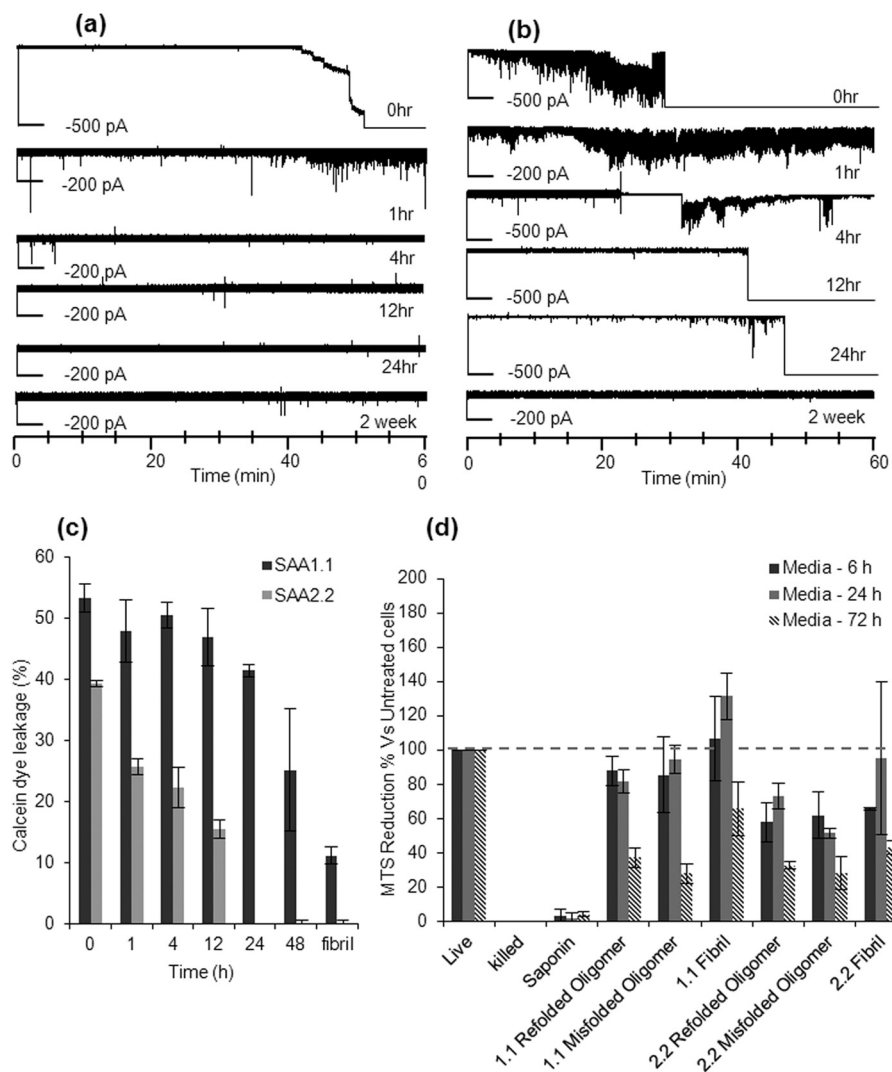 (a)
-500 pA
0hr
-200 pA
1hr
-200 pA
4hr
-200 pA
12hr
-200 pA
24hr
-200 pA
2 week
0 20 40 6
0
Time (min)
(b)
-500 pA
0hr
-200 pA
1hr
-500 pA
4hr
-500 pA
12hr
-500 pA
24hr
-200 pA
2 week
0 20 40 60
Time (min)
(c)
SAA1.1
SAA2.2
60
50
40
30
20
10
0
Calcein dye leakage (%)
0 1 4 12 24 48 fibril
Time (h)
(d)
Media - 6 h
Media - 24 h
Media - 72 h
200
180
160
140
120
100
80
60
40
20
0
MTS Reduction % Vs Untreated cells
Live
killed
Saponin
1.1 Refolded Oligomer
1.1 Misfolded Oligomer
1.1 Fibril
2.2 Refolded Oligomer
2.2 Misfolded Oligomer
2.2 Fibril